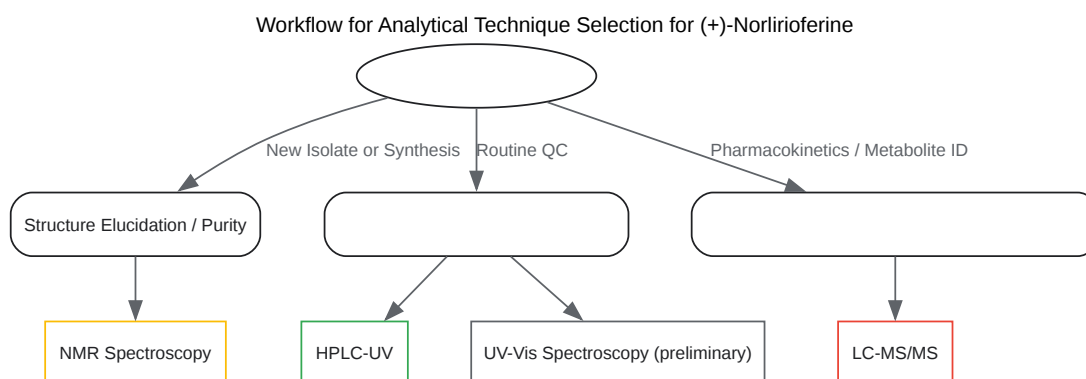 Workflow for Analytical Technique Selection for (+)-Norlirioferine
New Isolate or Synthesis
Routine QC
Pharmacokinetics / Metabolite ID
Structure Elucidation / Purity
NMR Spectroscopy
HPLC-UV
UV-Vis Spectroscopy (preliminary)
LC-MS/MS